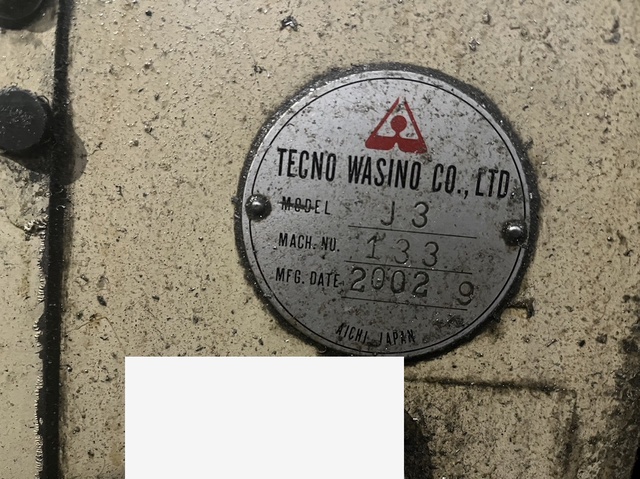 TECNO WASINO CO., LTD.
MODEL J3
MACH. NO. 133
MFG. DATE 2002 9
AICHI, JAPAN